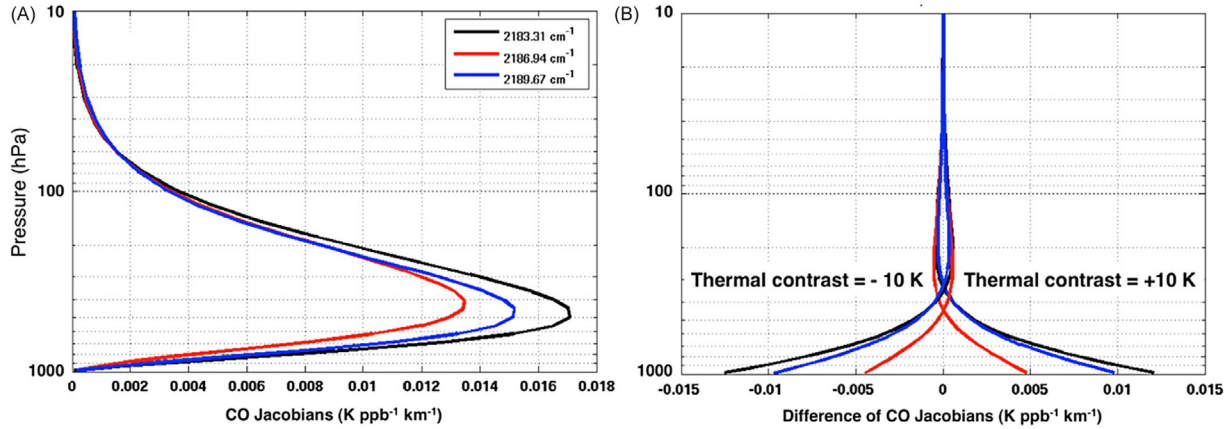 (A)
10
100
1000
Pressure (hPa)
2183.31 cm⁻¹
2186.94 cm⁻¹
2189.67 cm⁻¹
0 0.002 0.004 0.006 0.008 0.01 0.012 0.014 0.016 0.018
CO Jacobians (K ppb⁻¹ km⁻¹)
(B)
10
100
1000
Thermal contrast = - 10 K
Thermal contrast = +10 K
-0.015 -0.010 -0.005 0 0.005 0.010 0.015
Difference of CO Jacobians (K ppb⁻¹ km⁻¹)